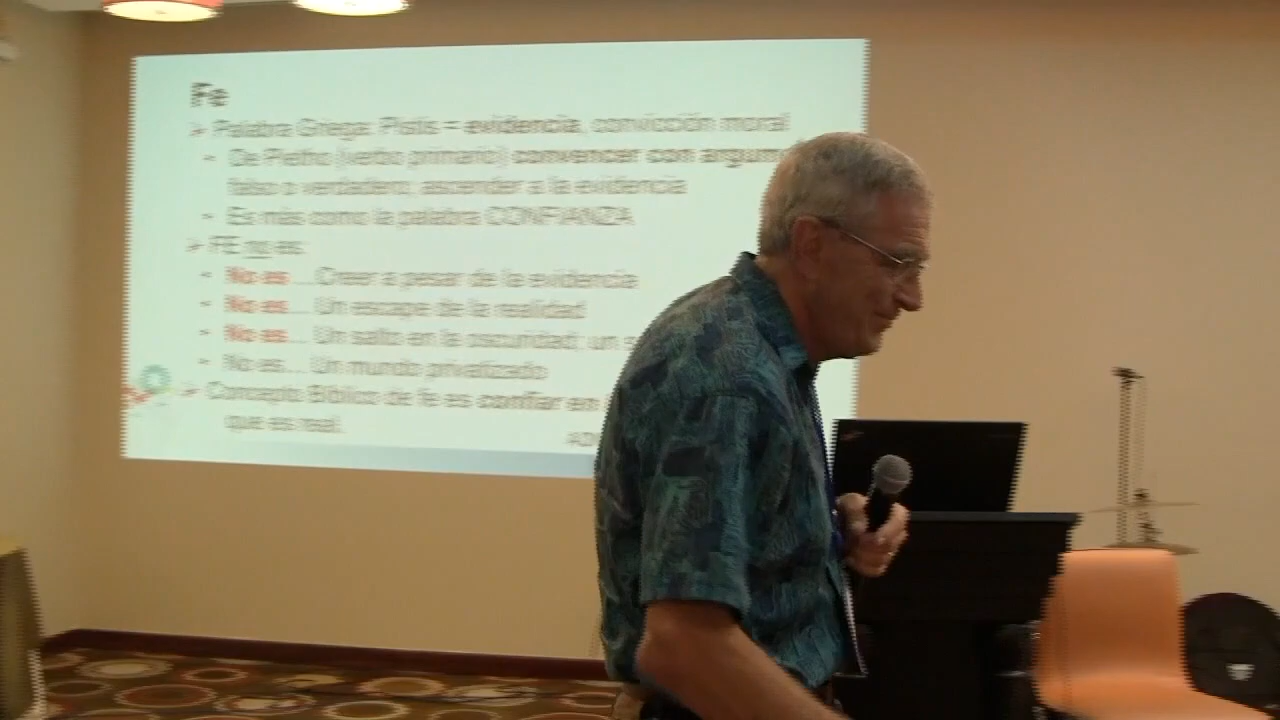 Fe
Palabra Griega: Pistis = evidencia, convicción moral
De Pietho (verbo primario) convencer con
falso o verdadero; ascender a la evidencia
Es más como la palabra CONFIANZA
FE no es:
No es.... Creer a pesar de la evidencia
No es.... Un escape de la realidad
No es.... Un salto en la oscuridad; un
No es... Un mundo privatizado
Concepto Bíblico de fe es confiar en
que es real.